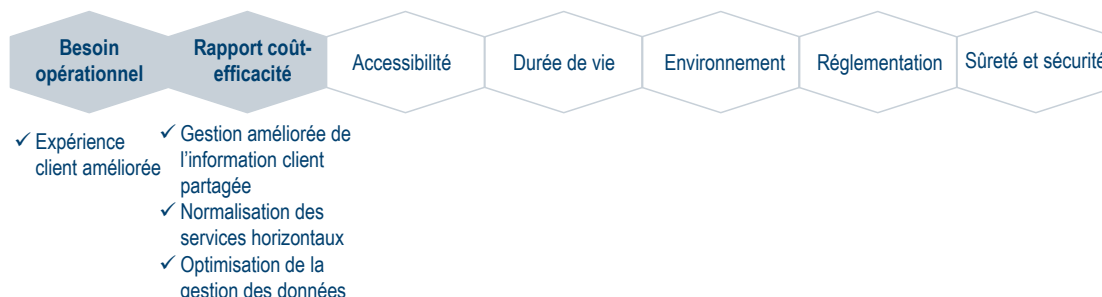 Besoin
opérationnel
Rapport coût-
efficacité
Accessibilité
Durée de vie
Environnement
Réglementation
Sûreté et sécurité
✓ Expérience
client améliorée
✓ Gestion améliorée de
l'information client
partagée
✓ Normalisation des
services horizontaux
✓ Optimisation de la
gestion des données